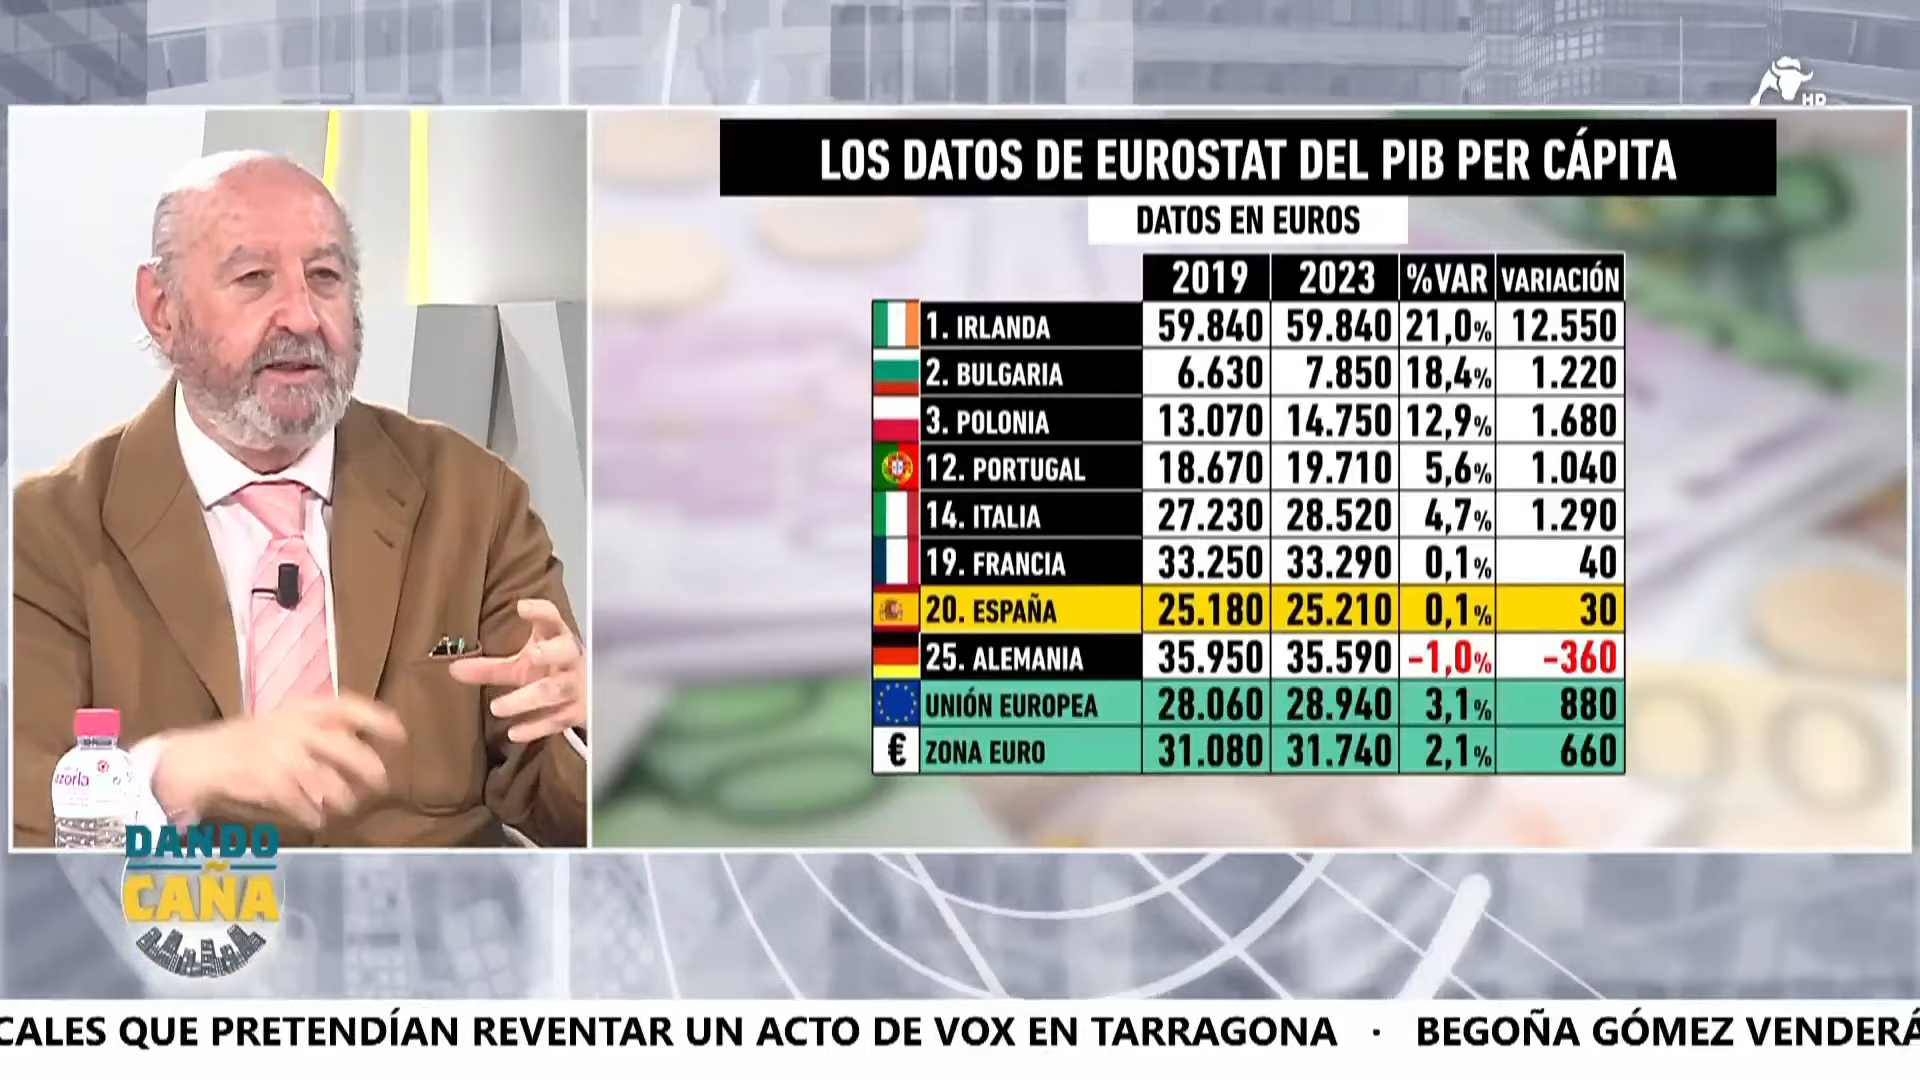 HD
LOS DATOS DE EUROSTAT DEL PIB PER CÁPITA
DATOS EN EUROS
2019 2023 %VAR VARIACIÓN
1. IRLANDA 59.840 59.840 21,0% 12.550
2. BULGARIA 6.630 7.850 18,4% 1.220
3. POLONIA 13.070 14.750 12,9% 1.680
12. PORTUGAL 18.670 19.710 5,6% 1.040
14. ITALIA 27.230 28.520 4,7% 1.290
19. FRANCIA 33.250 33.290 0,1% 40
20. ESPAÑA 25.180 25.210 0,1% 30
25. ALEMANIA 35.950 35.590 -1,0% -360
UNIÓN EUROPEA 28.060 28.940 3,1% 880
€ ZONA EURO 31.080 31.740 2,1% 660
zorla
DANDO
CAÑA
CALES QUE PRETENDÍAN REVENTAR UN ACTO DE VOX EN TARRAGONA · BEGOÑA GÓMEZ VENDERÁ